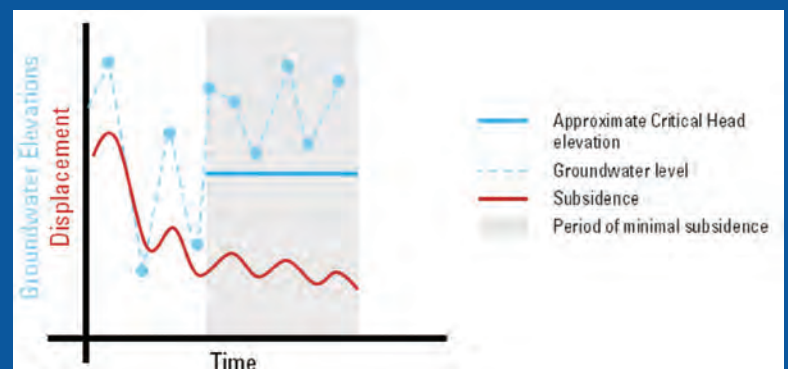 Groundwater Elevations
Displacement
Time
Approximate Critical Head
elevation
Groundwater level
Subsidence
Period of minimal subsidence